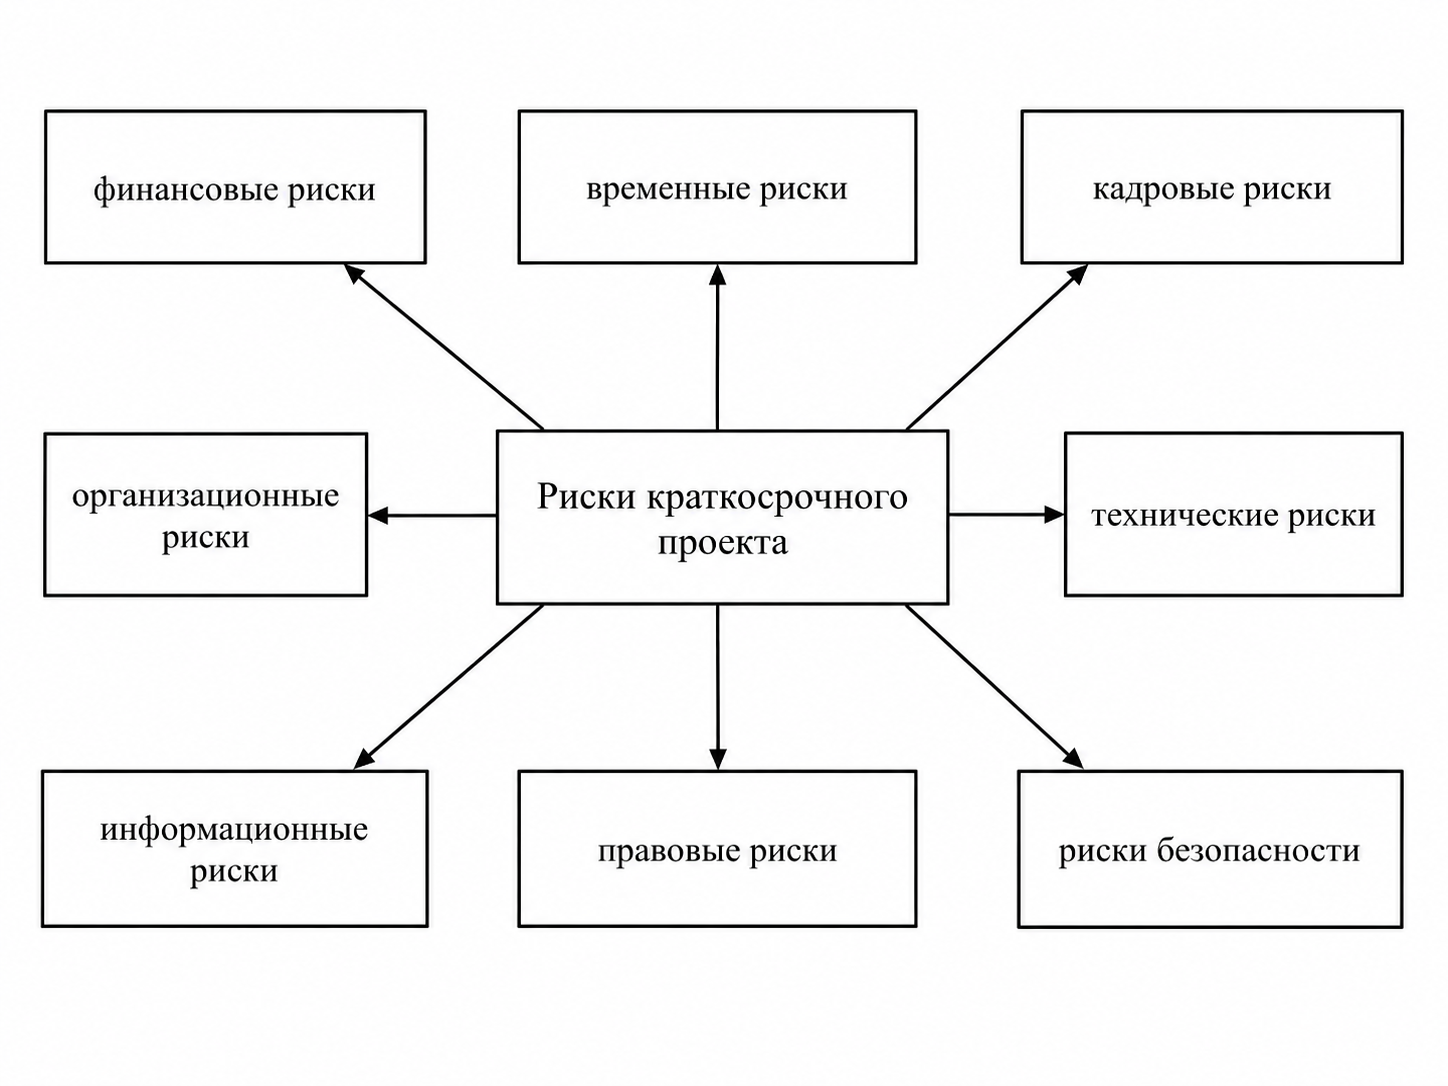 финансовые риски
временные риски
кадровые риски
организационные
риски
Риски краткосрочного
проекта
технические риски
информационные
риски
правовые риски
риски безопасности